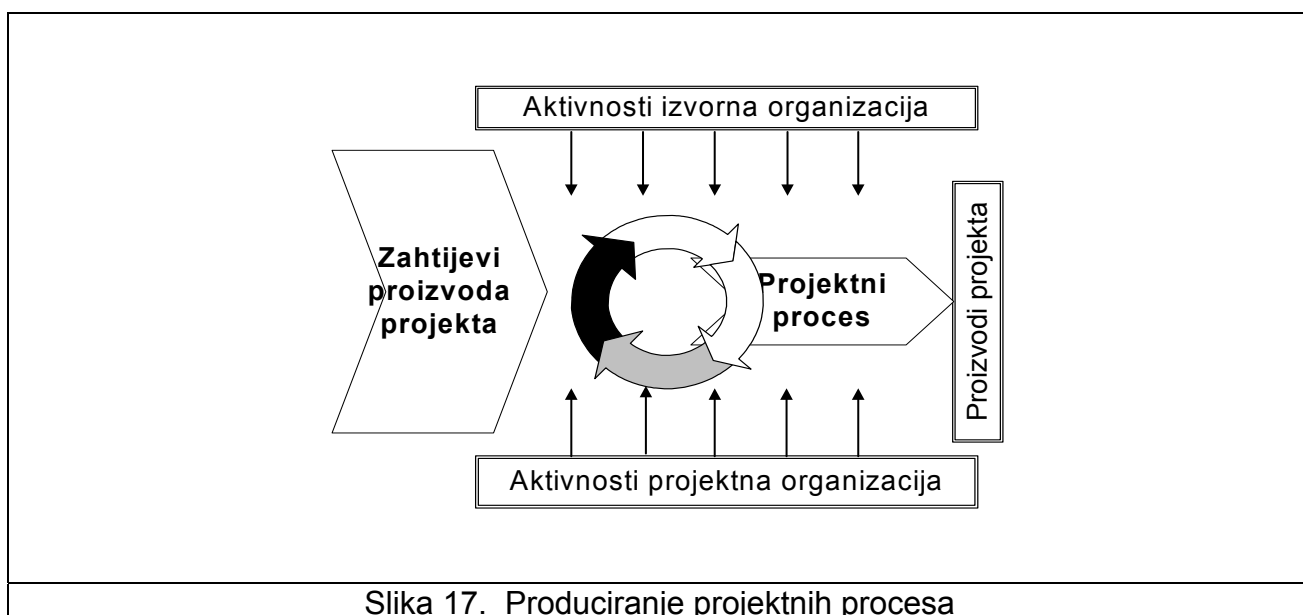 Aktivnosti izvorna organizacija
Zahtijevi
proizvoda
projekta
Projektni
proces
Proizvodi projekta
Aktivnosti projektna organizacija
Slika 17. Produciranje projektnih procesa